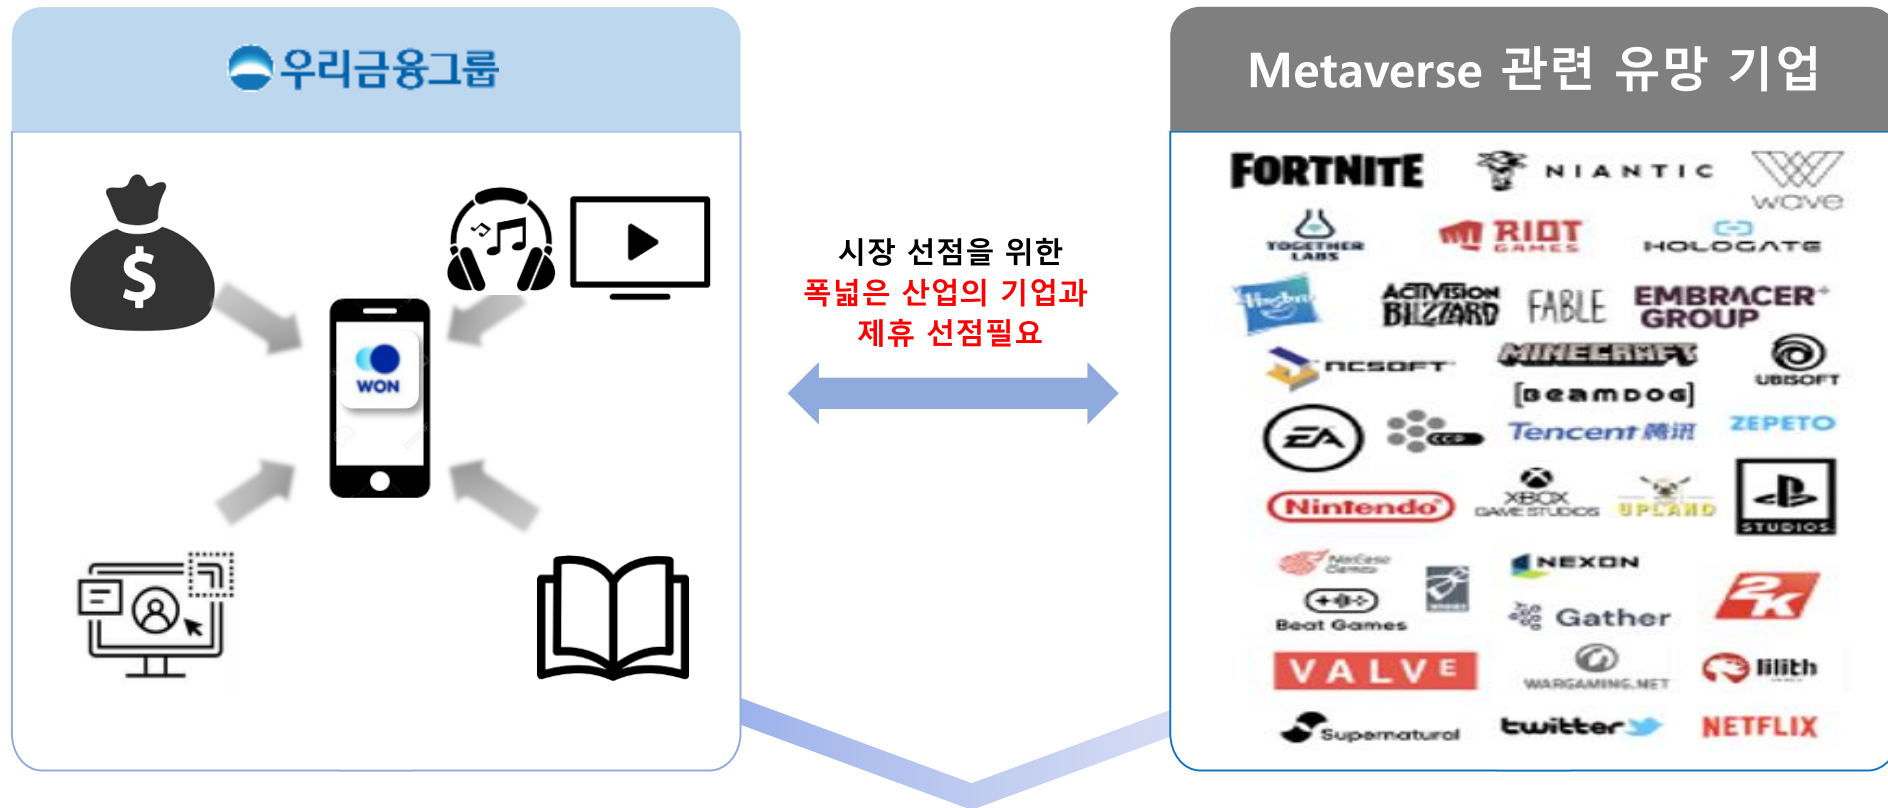 우리금융그룹
Metaverse 관련 유망 기업
$
WON
시장 선점을 위한
폭넓은 산업의 기업과
제휴 선점필요
FORTNITE
NIANTIC
wave
TOGETHER
LABS
RIOT
GAMES
HOLOGATE
Hasbro
ACTIVISION
BLIZZARD
FABLE
EMBRACER+
GROUP
NCSOFT
MINECRAFT
UBISOFT
[BEAMDOG]
EA
CCP
Tencent 腾讯
ZEPETO
Nintendo
XBOX
GAME STUDIOS
UPLAND
STUDIOS
NetEase
Games
NEXON
2K
Beat Games
Gather
VALVE
WARGAMING.NET
lilith
Supernatural
twitter
NETFLIX